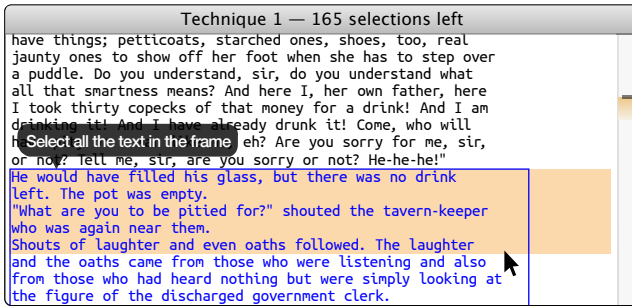 Technique 1 — 165 selections left
have things; petticoats, starched ones, shoes, too, real
jaunty ones to show off her foot when she has to step over
a puddle. Do you understand, sir, do you understand what
all that smartness means? And here I, her own father, here
I took thirty copecks of that money for a drink! And I am
drinking it! And I have already drunk it! Come, who will
ha eh? Are you sorry for me, sir,
Select all the text in the frame
or not? Tell me, sir, are you sorry or not? He-he-he!"
He would have filled his glass, but there was no drink
left. The pot was empty.
"What are you to be pitied for?" shouted the tavern-keeper
who was again near them.
Shouts of laughter and even oaths followed. The laughter
and the oaths came from those who were listening and also
from those who had heard nothing but were simply looking at
the figure of the discharged government clerk.